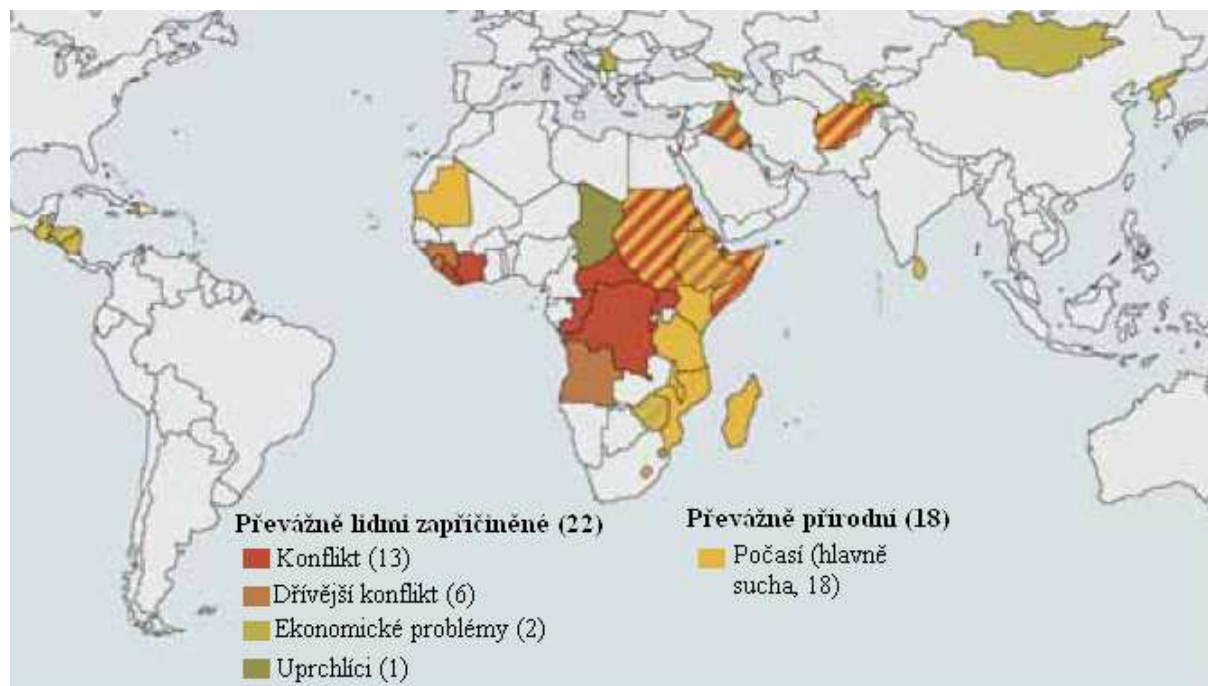 Převážně lidmi zapříčiněné (22)
Konflikt (13)
Dřívější konflikt (6)
Ekonomické problémy (2)
Uprchlíci (1)
Převážně přírodní (18)
Počasí (hlavně
sucha, 18)